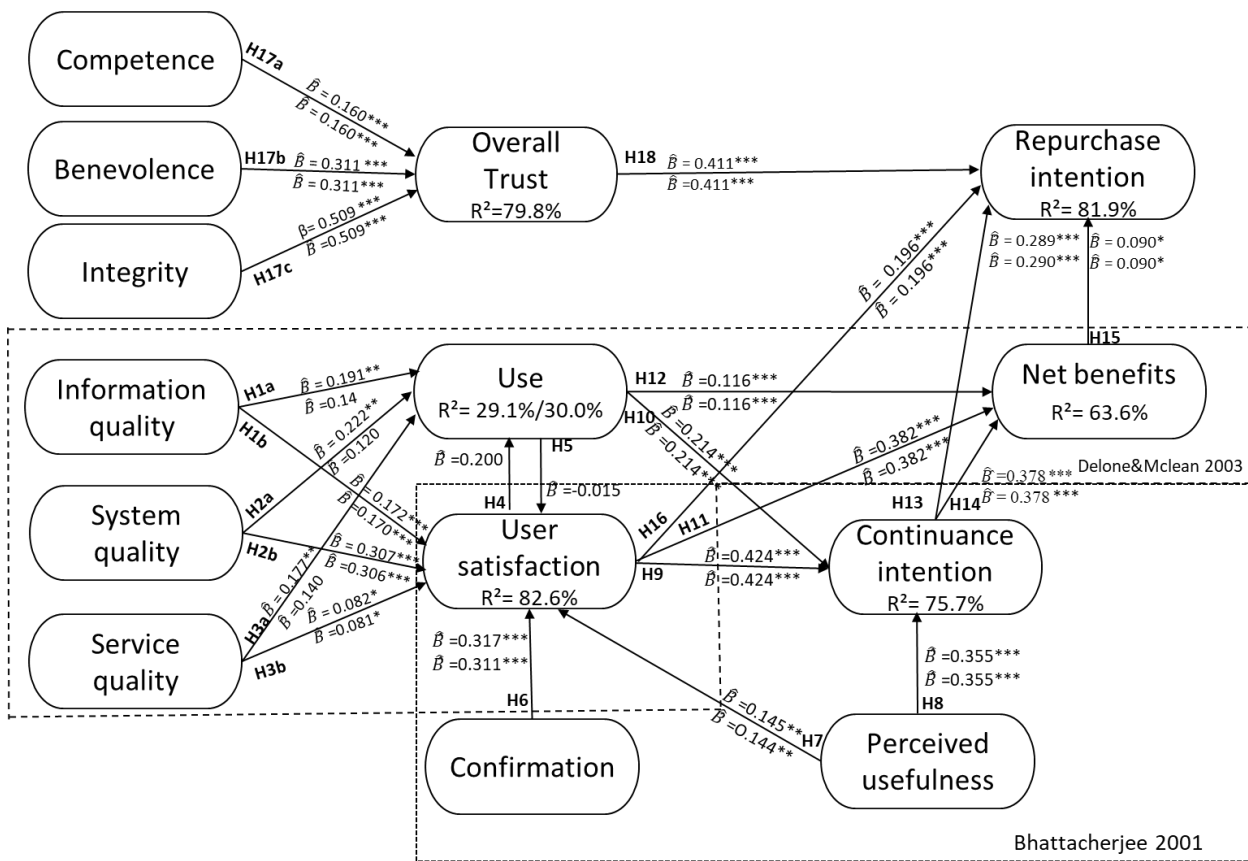 Competence
H17a
B̂ = 0.160***
B̂ = 0.160***
Benevolence
H17b
B̂ = 0.311 ***
B̂ = 0.311 ***
Integrity
H17c
β= 0.509 ***
B̂ =0.509***
Overall
Trust
R²=79.8%
H18
B̂ = 0.411***
B̂ =0.411***
Repurchase
intention
R²= 81.9%
B̂ = 0.289***
B̂ = 0.290***
B̂ =0.090*
B̂ =0.090*
B̂ = 0.196***
B̂ =0.196***
H15
Information
quality
H1a
B̂ =0.191**
B̂ =0.14
H1b
B̂ =0.172***
B̂ =0.170***
Use
R²= 29.1%/30.0%
H12
B̂ =0.116***
B̂ =0.116***
H10
B̂ =0.214***
B̂ =0.214***
Net benefits
R²= 63.6%
H5
B̂ =0.200
B̂ =-0.015
H4
B̂ =0.382***
B̂ =0.382***
Delone&Mclean 2003
System
quality
H2a
B̂ =0.222**
B̂ =0.120
H2b
B̂ =0.307***
B̂ =0.306***
User
satisfaction
R²= 82.6%
H16
H11
H9
B̂ =0.424***
B̂ =0.424***
H13
H14
B̂ =0.378 ***
B̂ = 0.378 ***
Continuance
intention
R²= 75.7%
Service
quality
H3a
B̂ =0.177**
B̂ =0.140
H3b
B̂ = 0.082*
B̂ =0.081*
B̂ =0.317***
B̂ =0.311***
H6
Confirmation
B̂ =0.145**
B̂ =O.144**
H7
B̂ =0.355***
B̂ =0.355***
H8
Perceived
usefulness
Bhattacherjee 2001